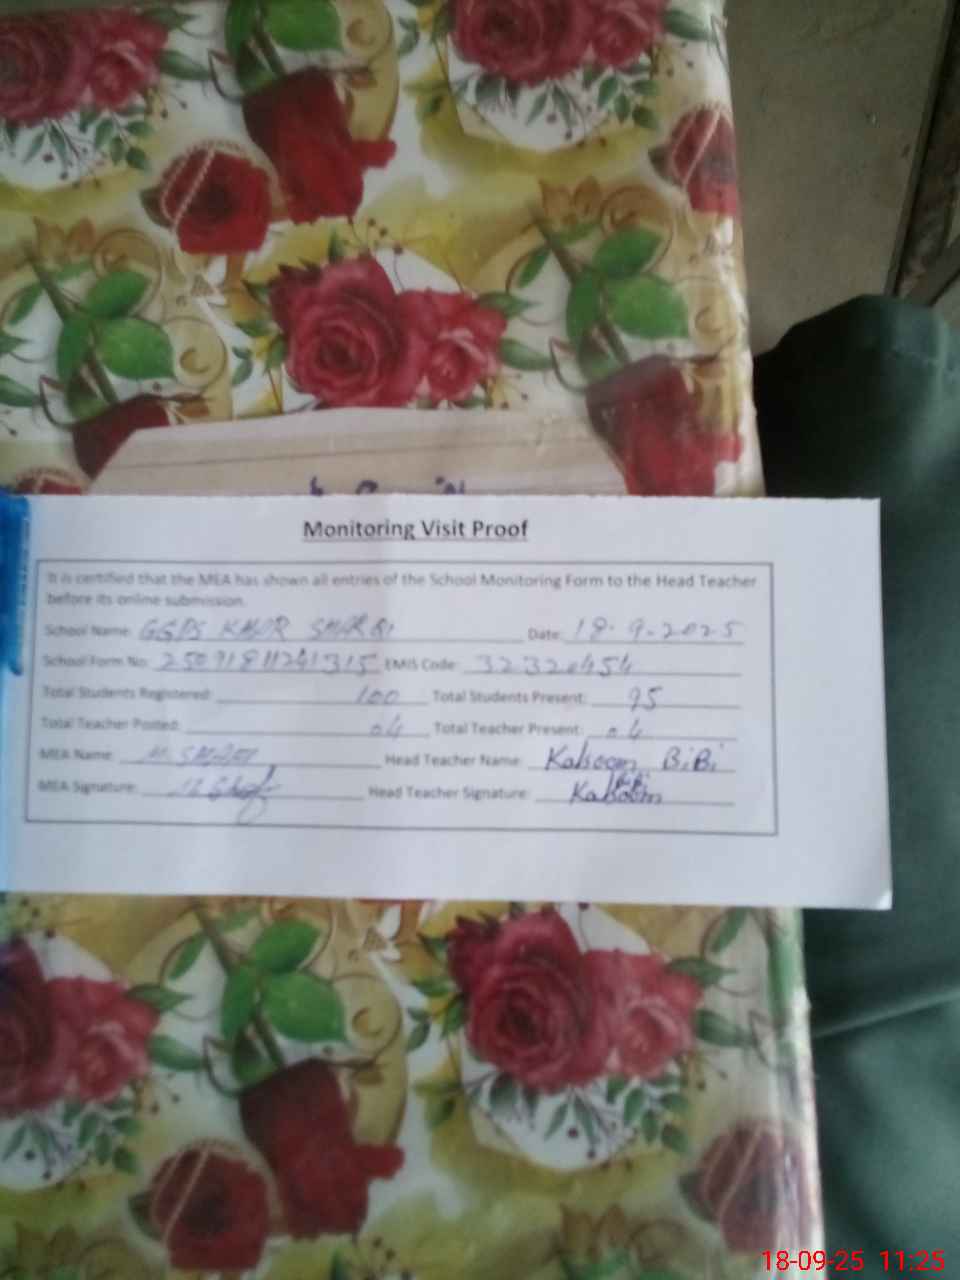 Monitoring Visit Proof
It is certified that the MEA has shown all entries of the School Monitoring Form to the Head Teacher
before its online submission.
School Name: GGPS Date: 18-9-2025
School Form No: 25091811241315 EMIS Code: 32320454
Total Students Registered: 100 Total Students Present: 95
Total Teacher Posted: 04 Total Teacher Present: 04
MEA Name: Head Teacher Name: Kalsoom BiBi
MEA Signature: Head Teacher Signature: Kalsoom BiBi
18-09-25 11:25